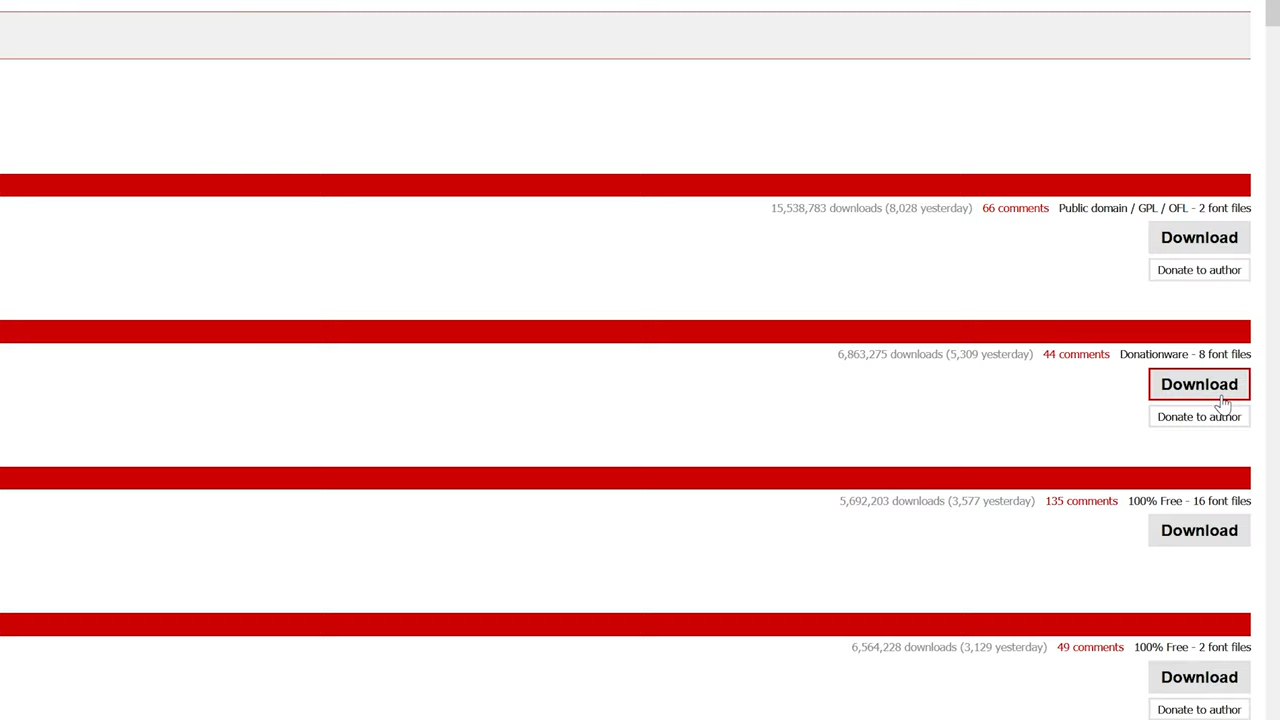 15,538,783 downloads (8,028 yesterday) 66 comments Public domain / GPL / OFL - 2 font files
Download
Donate to author
6,863,275 downloads (5,309 yesterday) 44 comments Donationware - 8 font files
Download
Donate to author
5,692,203 downloads (3,577 yesterday) 135 comments 100% Free - 16 font files
Download
6,564,228 downloads (3,129 yesterday) 49 comments 100% Free - 2 font files
Download
Donate to author